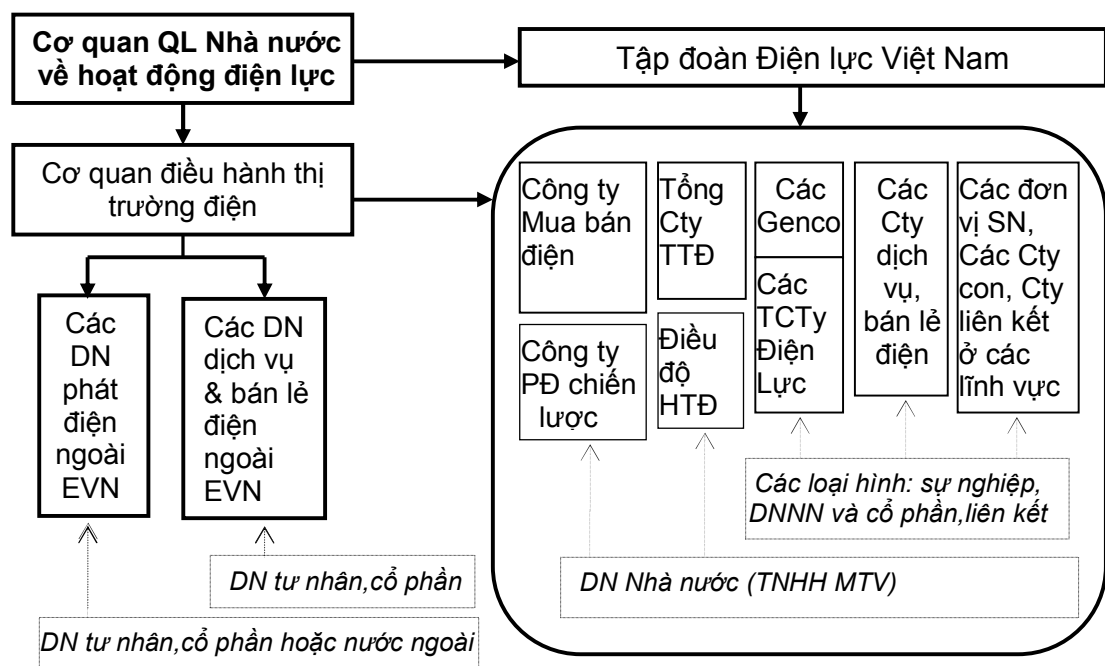 Cơ quan QL Nhà nước
về hoạt động điện lực
Tập đoàn Điện lực Việt Nam
Cơ quan điều hành thị
trường điện
Công ty
Mua bán
điện
Tổng
Cty
TTĐ
Các
Genco
Các
Cty
dịch
vụ,
bán lẻ
điện
Các đơn
vị SN,
Các Cty
con, Cty
liên kết
ở các
lĩnh vực
Các
TCTy
Điện
Lực
Công ty
PĐ chiến
lược
Điều
độ
HTĐ
Các
DN
phát
điện
ngoài
EVN
Các DN
dịch vụ
& bán lẻ
điện
ngoài
EVN
Các loại hình: sự nghiệp,
DNNN và cổ phần,liên kết
DN tư nhân,cổ phần
DN Nhà nước (TNHH MTV)
DN tư nhân,cổ phần hoặc nước ngoài